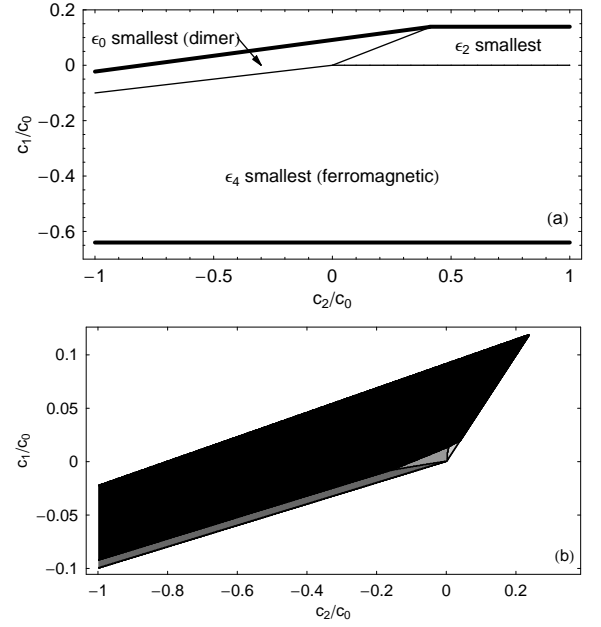 0.2
0
−0.2
−0.4
−0.6
c₁/c₀
ϵ₀ smallest (dimer)
ϵ₂ smallest
ϵ₄ smallest (ferromagnetic)
(a)
−1 −0.5 0 0.5 1
c₂/c₀
0.1
0.05
0
−0.05
−0.1
c₁/c₀
(b)
−1 −0.8 −0.6 −0.4 −0.2 0 0.2
c₂/c₀